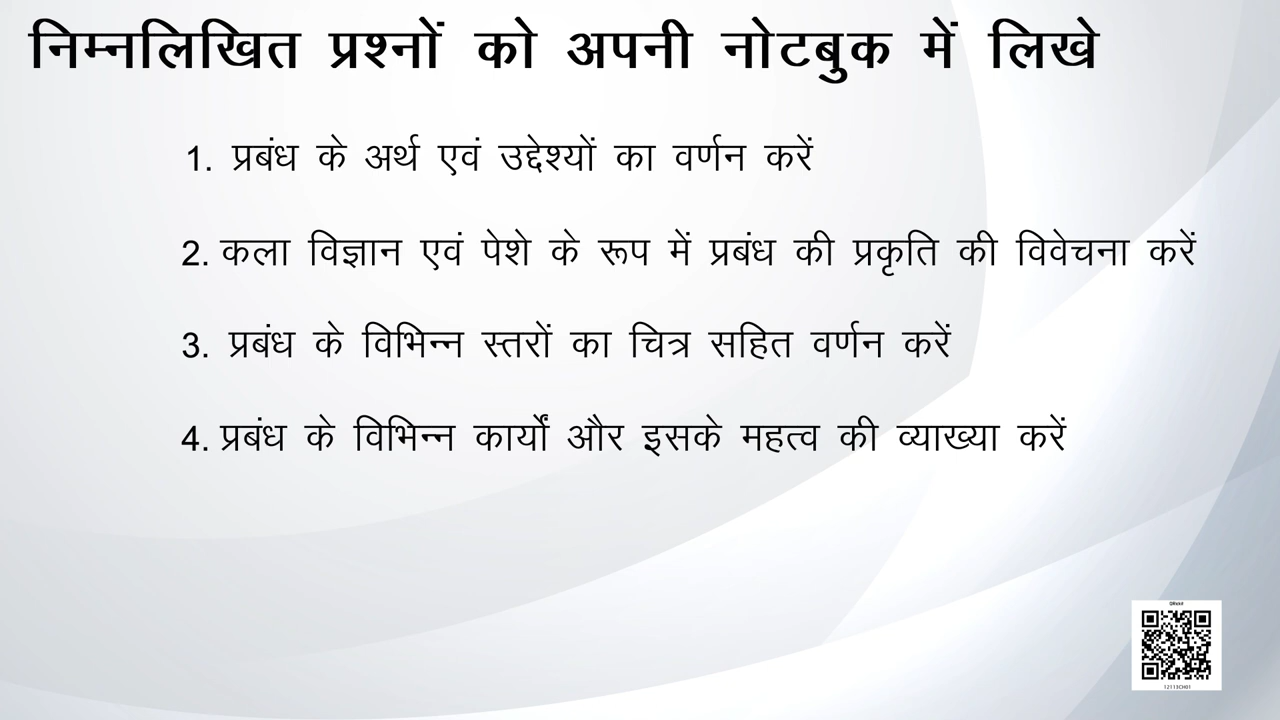 निम्नलिखित प्रश्नों को अपनी नोटबुक में लिखे
1. प्रबंध के अर्थ एवं उद्देश्यों का वर्णन करें
2. कला विज्ञान एवं पेशे के रूप में प्रबंध की प्रकृति की विवेचना करें
3. प्रबंध के विभिन्न स्तरों का चित्र सहित वर्णन करें
4. प्रबंध के विभिन्न कार्यों और इसके महत्व की व्याख्या करें
12113CH01